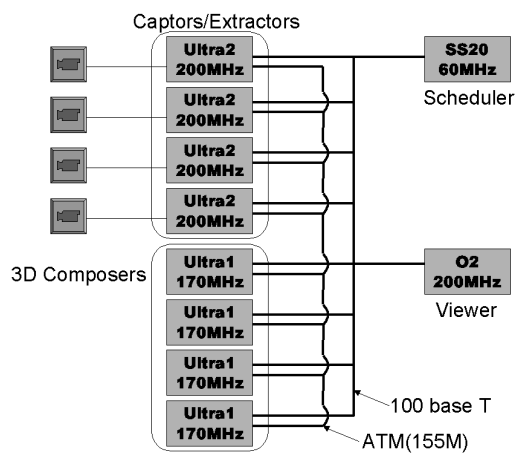 Captors/Extractors
Ultra2
200MHz
SS20
60MHz
Scheduler
Ultra2
200MHz
Ultra2
200MHz
Ultra2
200MHz
3D Composers
Ultra1
170MHz
O2
200MHz
Viewer
Ultra1
170MHz
Ultra1
170MHz
Ultra1
170MHz
100 base T
ATM(155M)